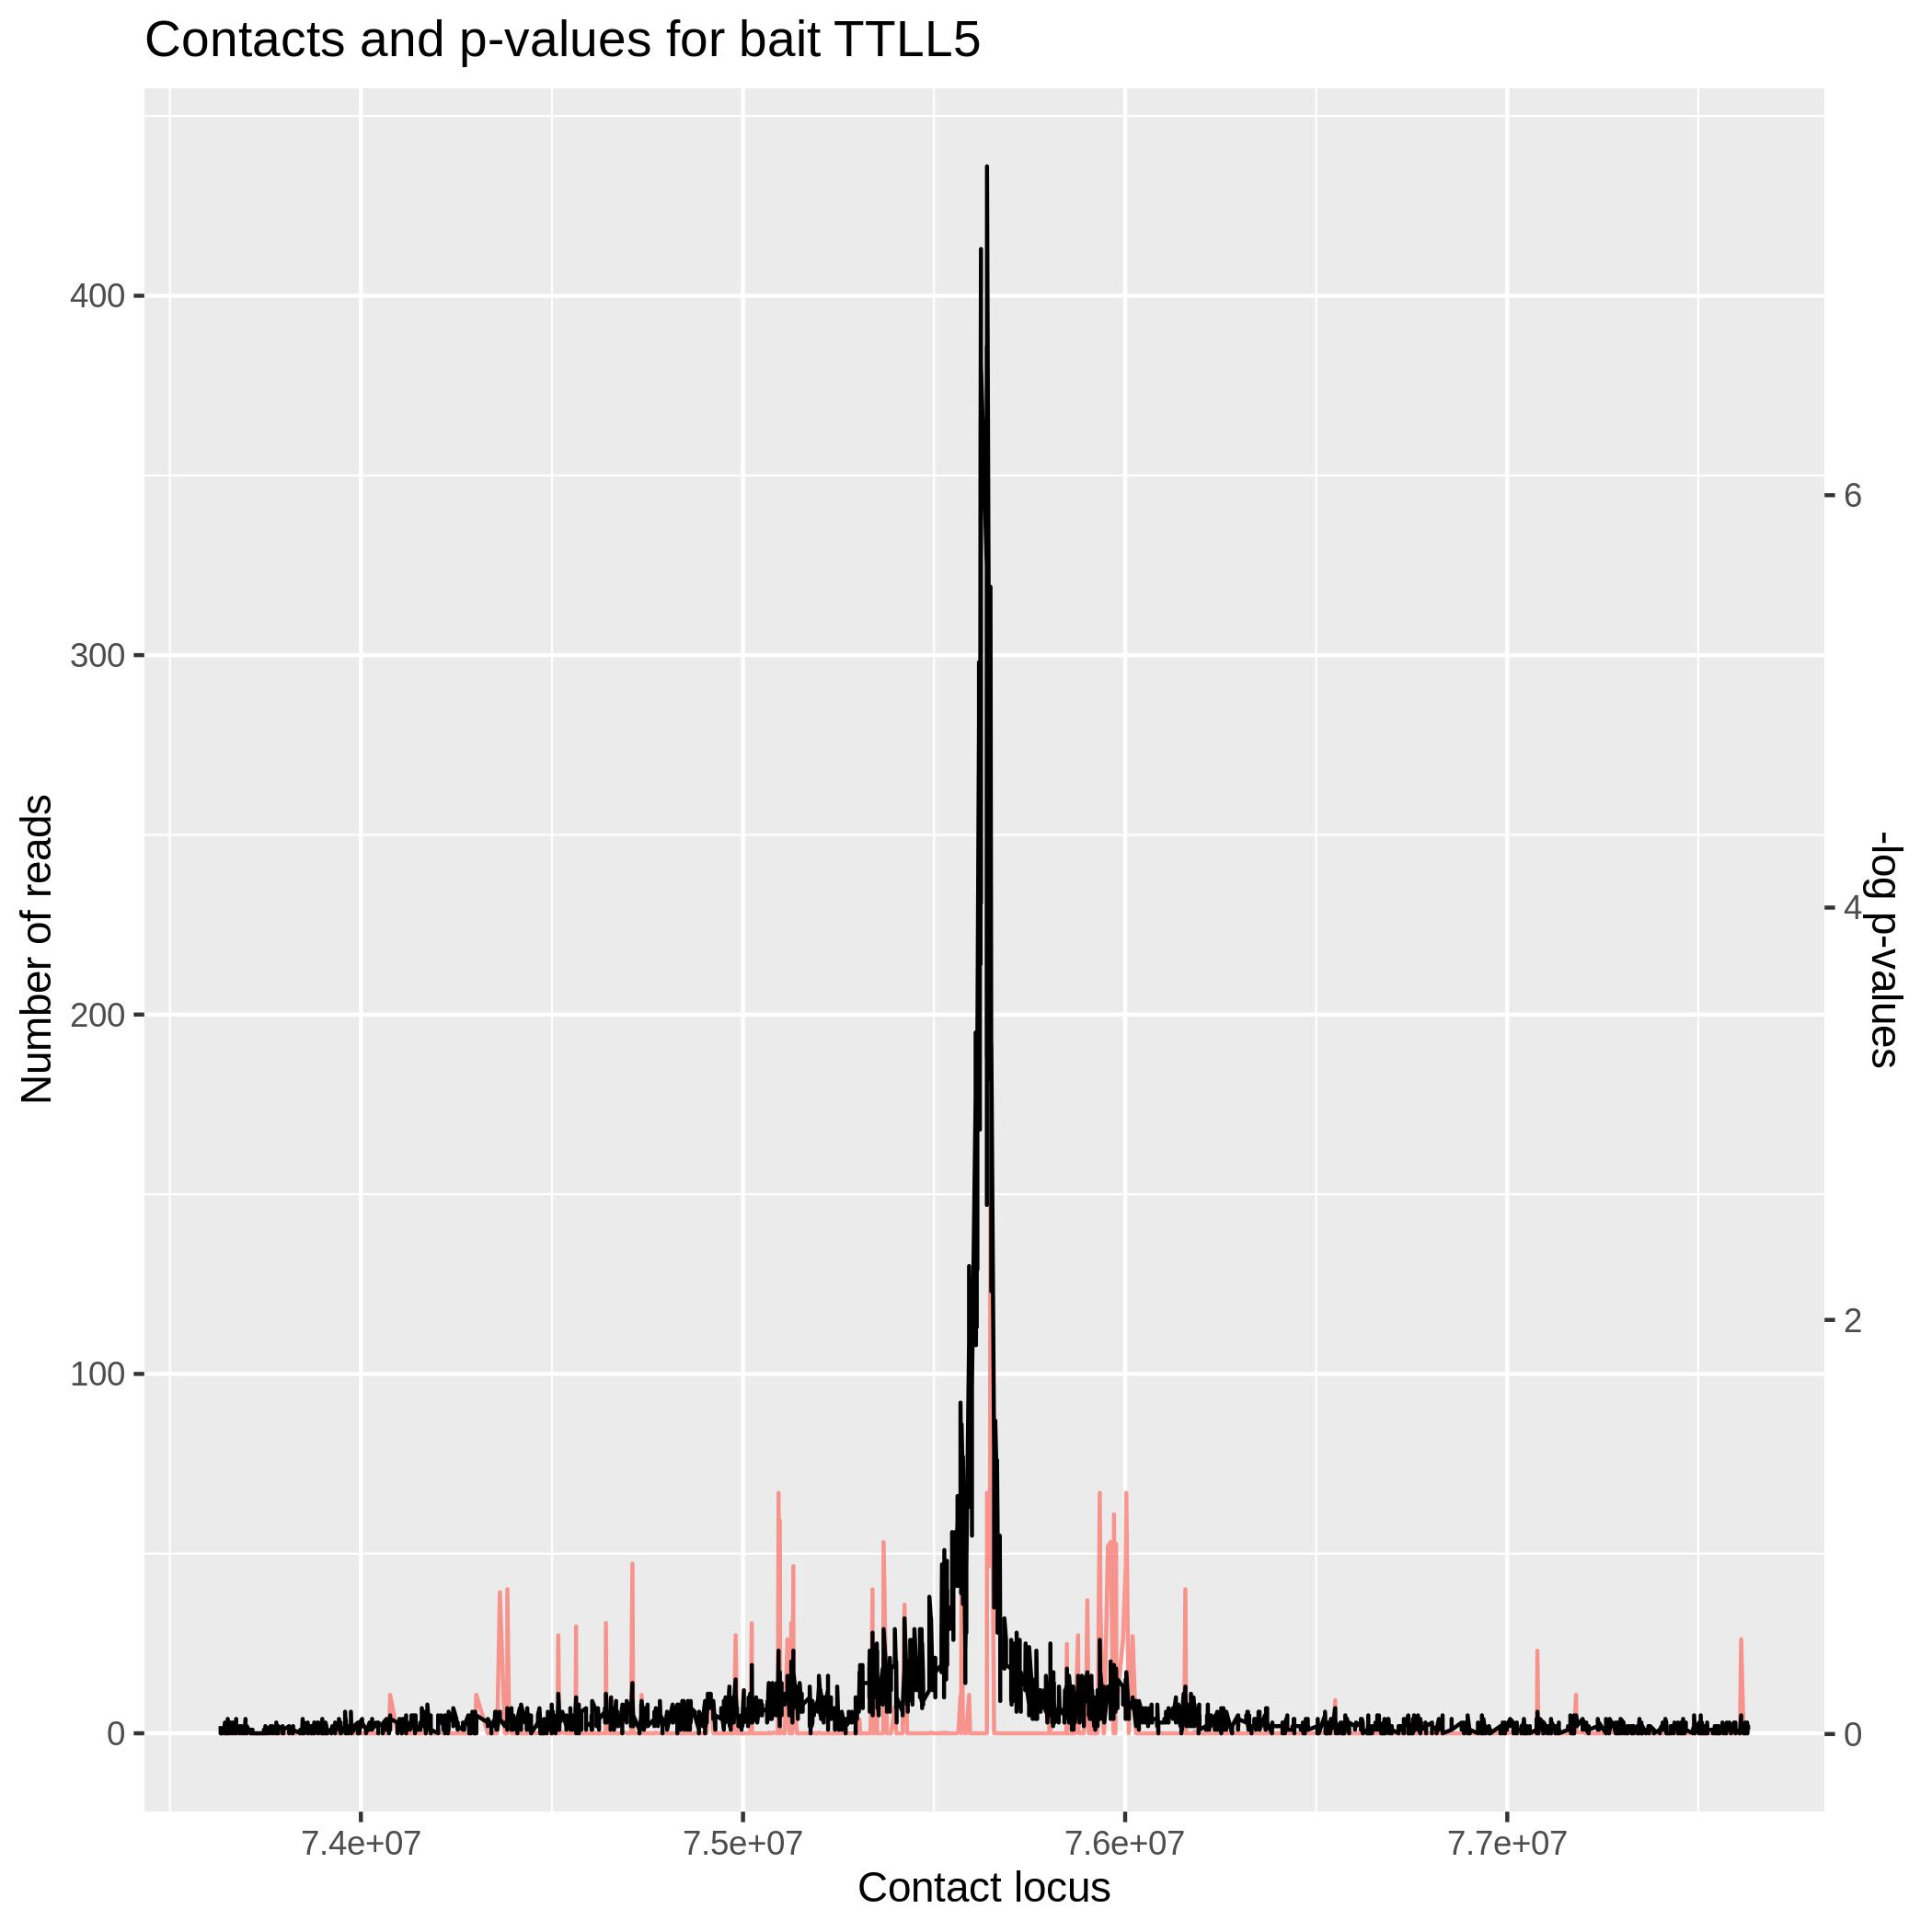 Contacts and p-values for bait TTLL5
Number of reads
400
300
200
100
0
6
4
2
0
-log p-values
7.4e+07
7.5e+07
7.6e+07
7.7e+07
Contact locus